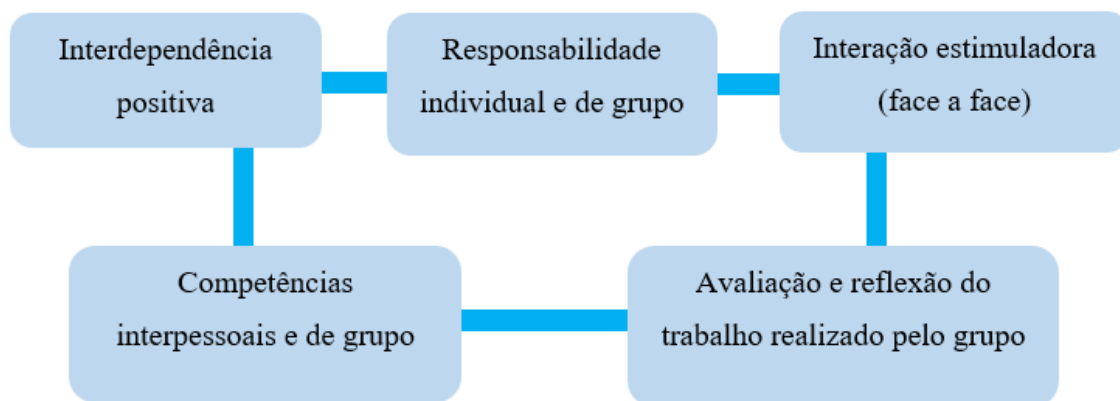 Interdependência
positiva
Responsabilidade
individual e de grupo
Interação estimuladora
(face a face)
Competências
interpessoais e de grupo
Avaliação e reflexão do
trabalho realizado pelo grupo